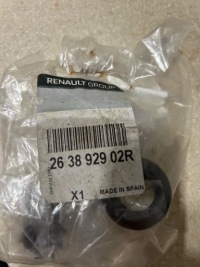 RENAULT GROUP
26 38 929 02R
X1
MADE IN SPAIN